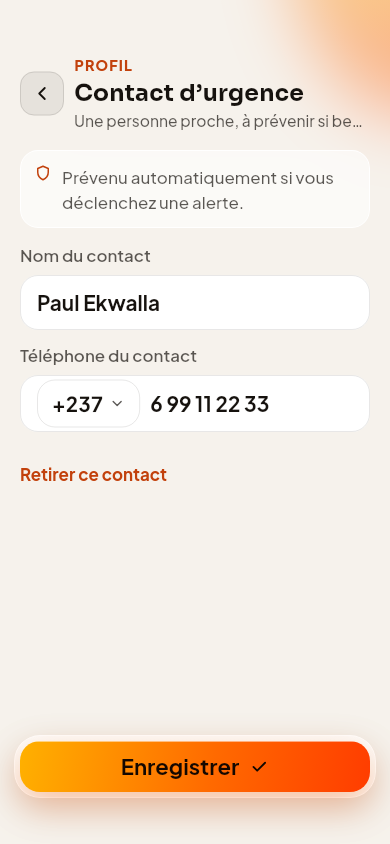 PROFIL
Contact d’urgence
Une personne proche, à prévenir si be…
Prévenu automatiquement si vous
déclenchez une alerte.
Nom du contact
Paul Ekwalla
Téléphone du contact
+237 6 99 11 22 33
Retirer ce contact
Enregistrer